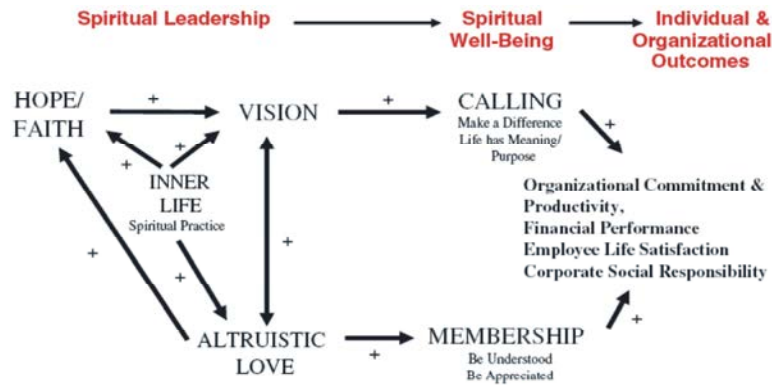 Spiritual Leadership
Spiritual
Well-Being
Individual &
Organizational
Outcomes
HOPE/
FAITH
+
VISION
+
CALLING
Make a Difference
Life has Meaning/
Purpose
+
+
+
INNER
LIFE
Spiritual Practice
Organizational Commitment &
Productivity,
Financial Performance
Employee Life Satisfaction
Corporate Social Responsibility
+
+
+
ALTRUISTIC
LOVE
+
MEMBERSHIP
Be Understood
Be Appreciated
+